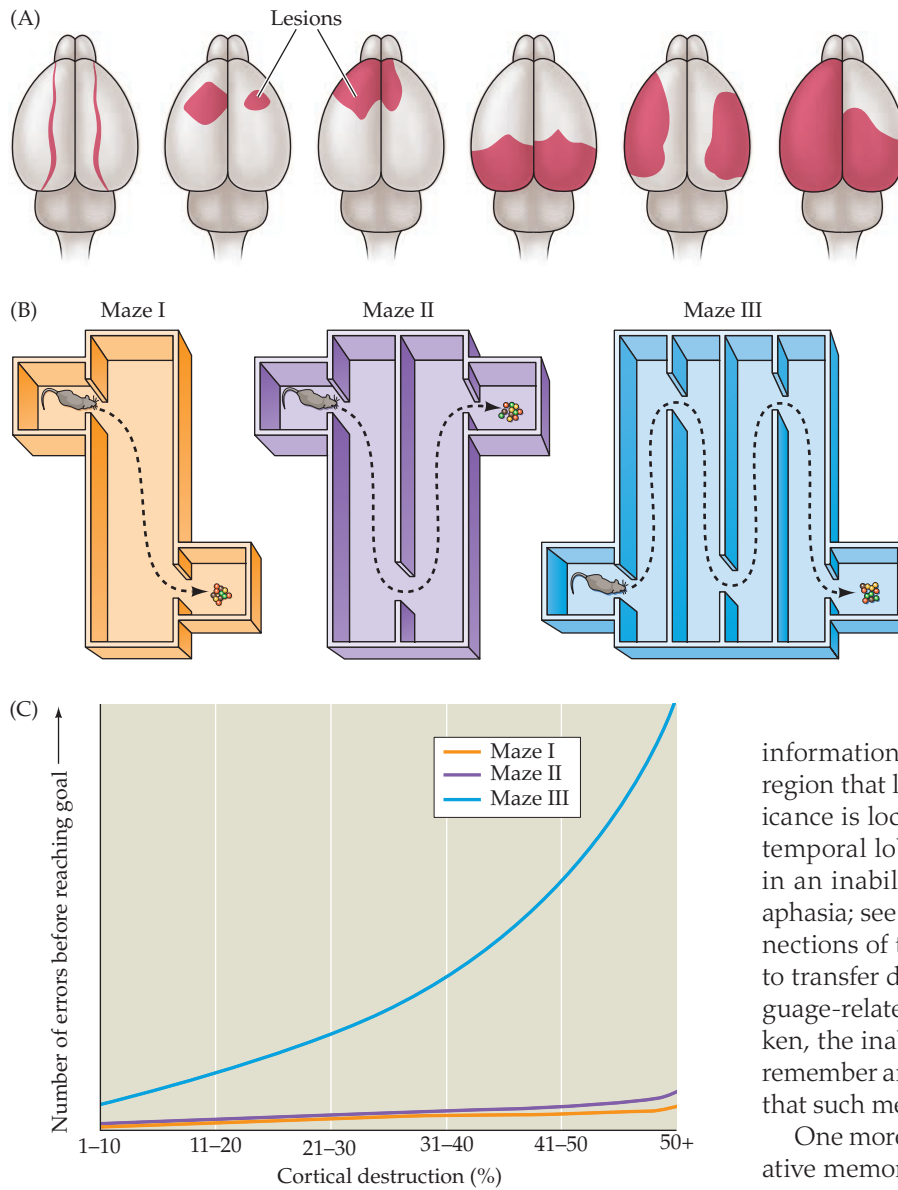 (A)
Lesions
(B)
Maze I
Maze II
Maze III
(C)
Number of errors before reaching goal
Maze I
Maze II
Maze III
1–10
11–20
21–30
31–40
41–50
50+
Cortical destruction (%)
information
region that l
icance is loc
temporal lob
in an inabil
aphasia; see
nections of t
to transfer d
guage-relate
ken, the inab
remember ar
that such me
One more
ative memor